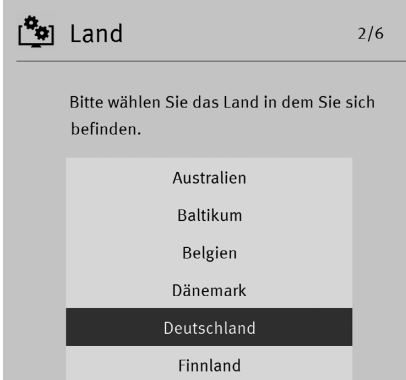 Land 2/6
Bitte wählen Sie das Land in dem Sie sich
befinden.
Australien
Baltikum
Belgien
Dänemark
Deutschland
Finnland